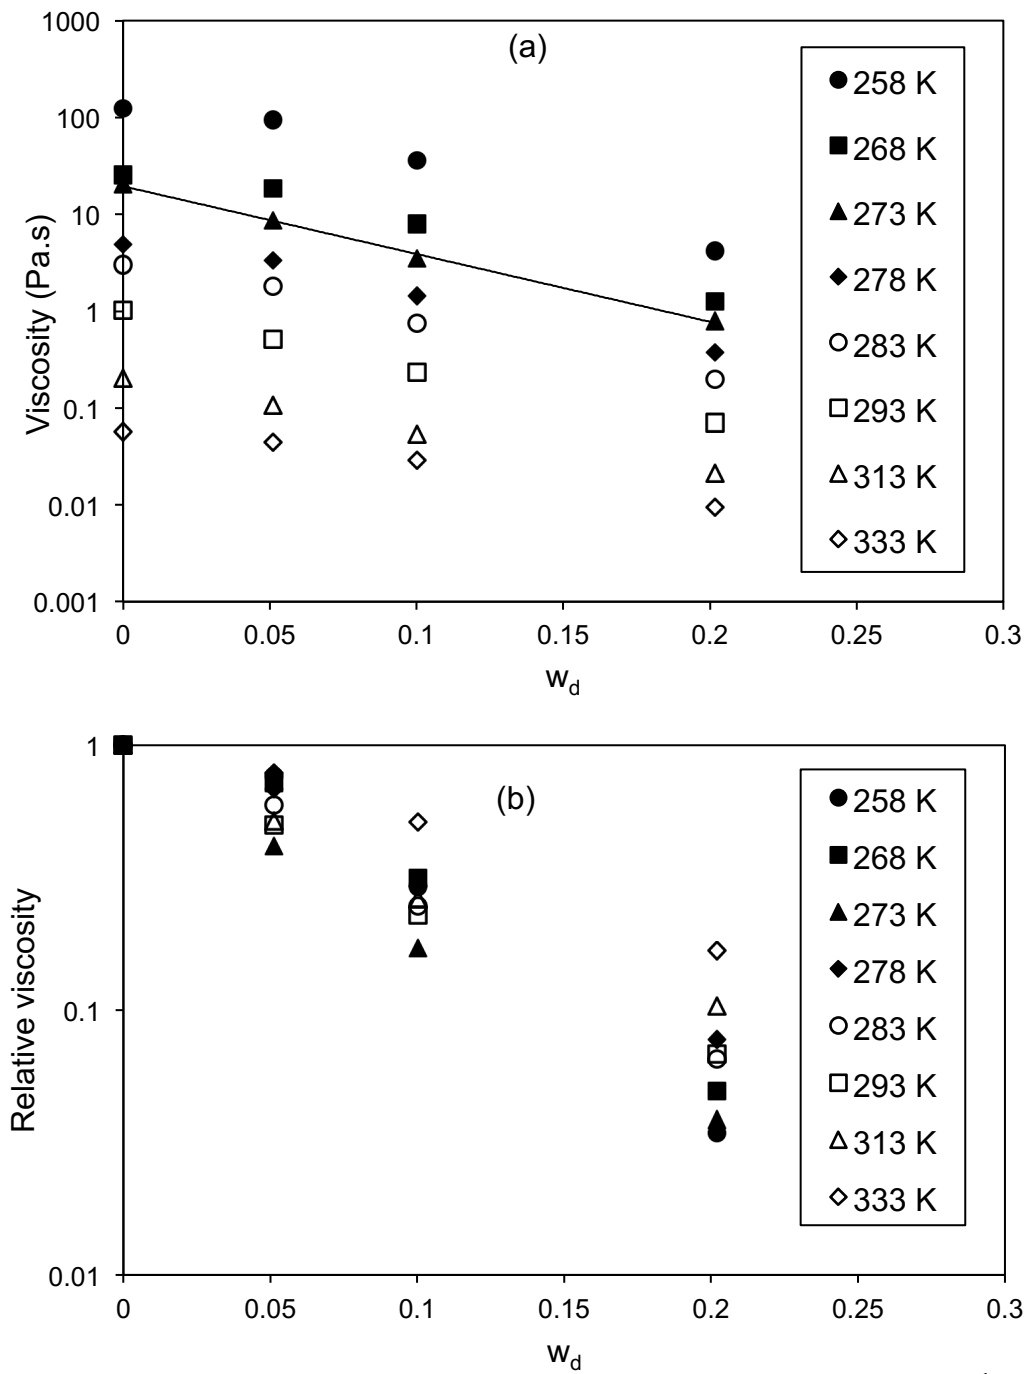 1000
(a)
258 K
100
268 K
273 K
10
278 K
Viscosity (Pa.s)
1
283 K
293 K
0.1
313 K
0.01
333 K
0.001
0 0.05 0.1 0.15 0.2 0.25 0.3
wd
1
(b)
258 K
268 K
273 K
278 K
Relative viscosity
0.1
283 K
293 K
313 K
333 K
0.01
0 0.05 0.1 0.15 0.2 0.25 0.3
wd